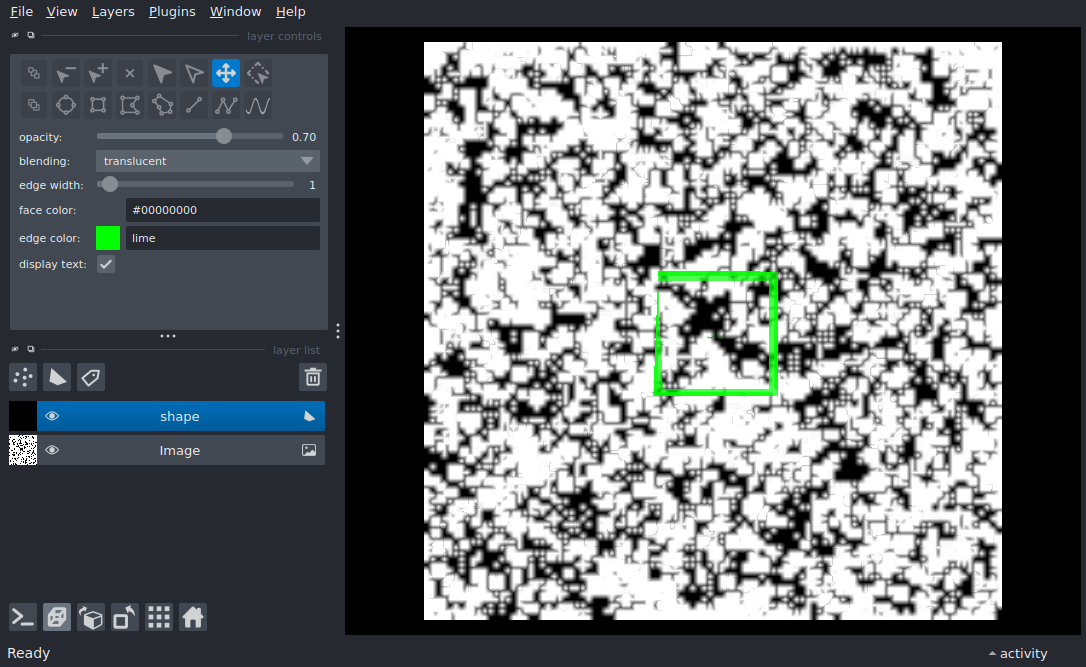 File View Layers Plugins Window Help
layer controls
opacity: 0.70
blending: translucent
edge width: 1
face color: #00000000
edge color: lime
display text:
layer list
shape
Image
Ready
activity